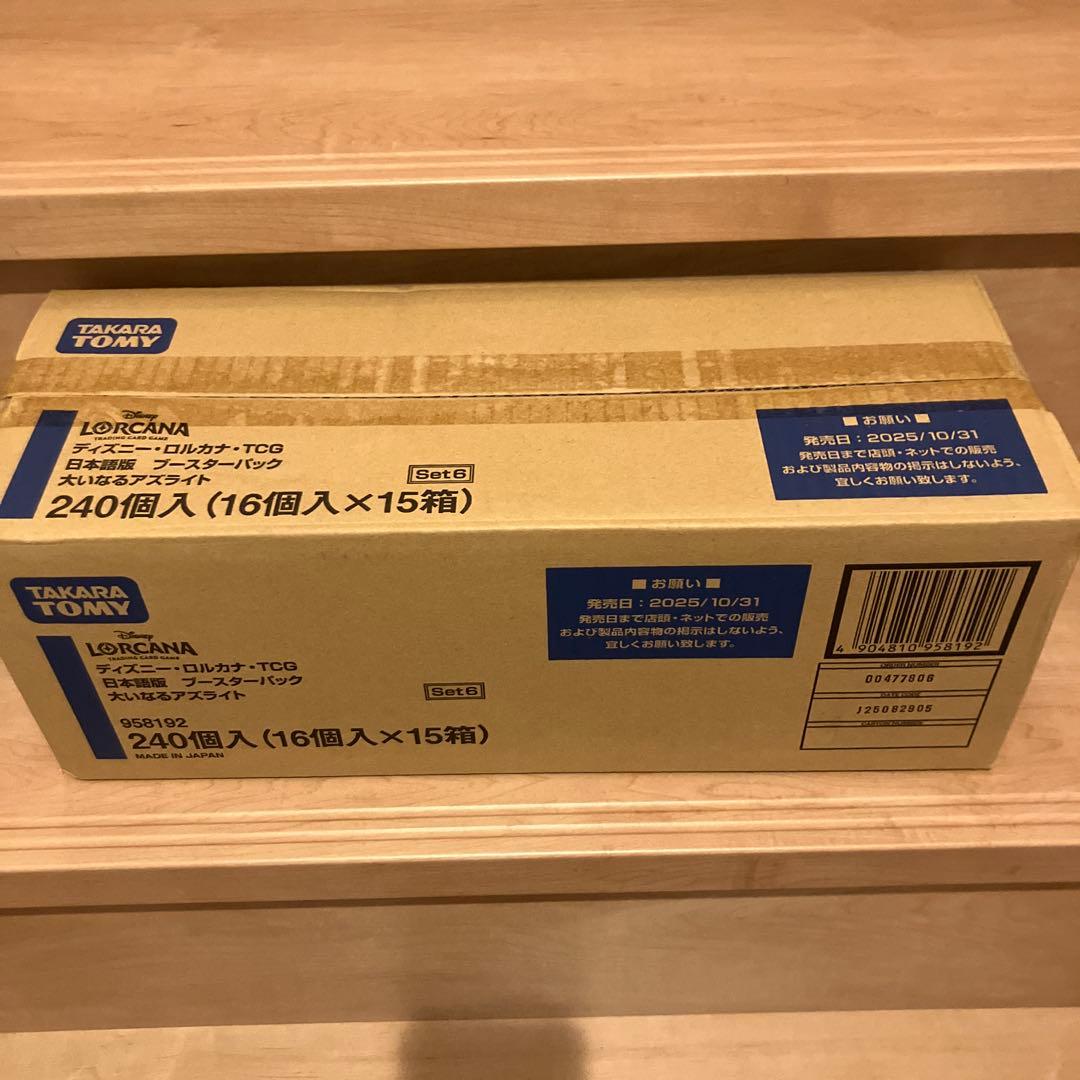 TAKARA
TOMY
Disney
LORCANA
TRADING CARD GAME
ディズニー・ロルカナ・TCG
日本語版 ブースターパック
大いなるアズライト
Set6
240個入(16個入×15箱)
■お願い■
発売日:2025/10/31
発売日まで店頭・ネットでの販売
および製品内容物の掲示はしないよう、
宜しくお願い致します。
TAKARA
TOMY
Disney
LORCANA
TRADING CARD GAME
ディズニー・ロルカナ・TCG
日本語版 ブースターパック
大いなるアズライト
Set6
958192
240個入(16個入×15箱)
MADE IN JAPAN
■お願い■
発売日:2025/10/31
発売日まで店頭・ネットでの販売
および製品内容物の掲示はしないよう、
宜しくお願い致します。
4 904810 958192
ORDER NUMBER
00477806
DATE CODE
J25082905
CARTON NUMBER